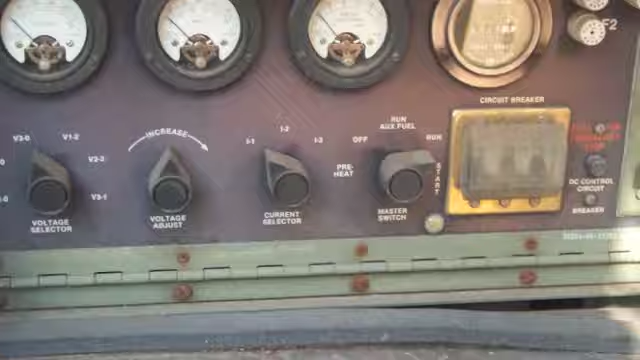 F2
CIRCUIT BREAKER
INCREASE
RUN
AUX FUEL
V3-0
V1-2
I-1
I-2
I-3
OFF
RUN
V2-3
PRE-
HEAT
START
V3-1
DC CONTROL
CIRCUIT
BREAKER
VOLTAGE
SELECTOR
VOLTAGE
ADJUST
CURRENT
SELECTOR
MASTER
SWITCH